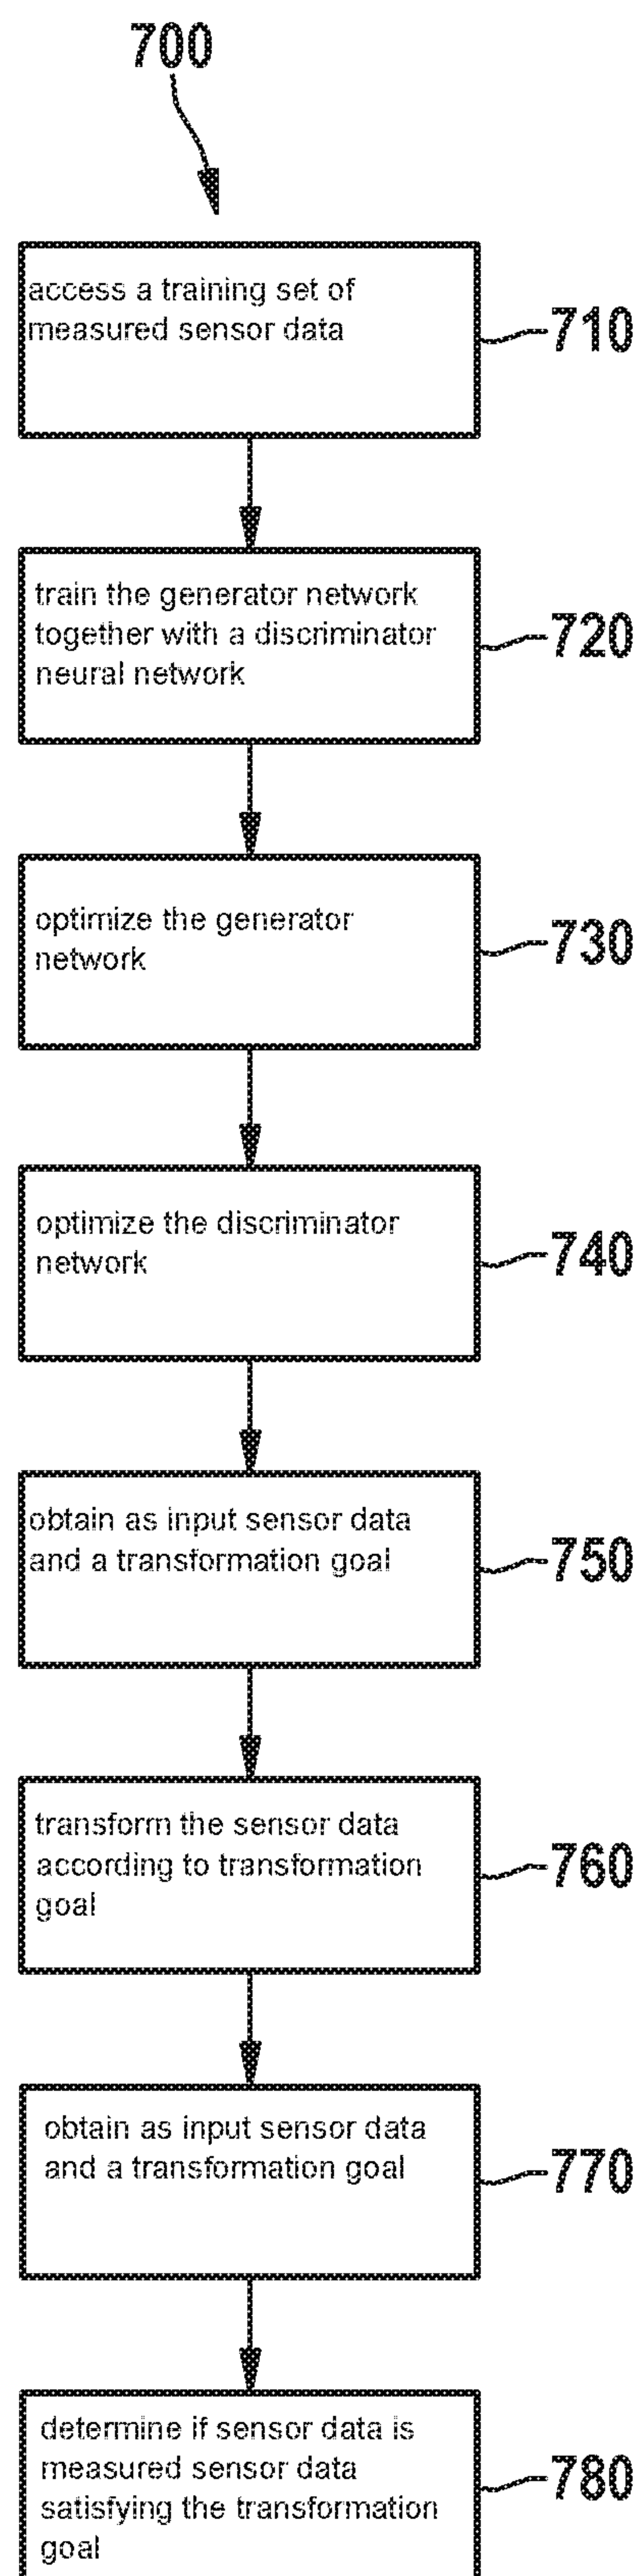 700
access a training set of
measured sensor data
710
train the generator network
together with a discriminator
neural network
720
optimize the generator
network
730
optimize the discriminator
network
740
obtain as input sensor data
and a transformation goal
750
transform the sensor data
according to transformation
goal
760
obtain as input sensor data
and a transformation goal
770
determine if sensor data is
measured sensor data
satisfying the transformation
goal
780